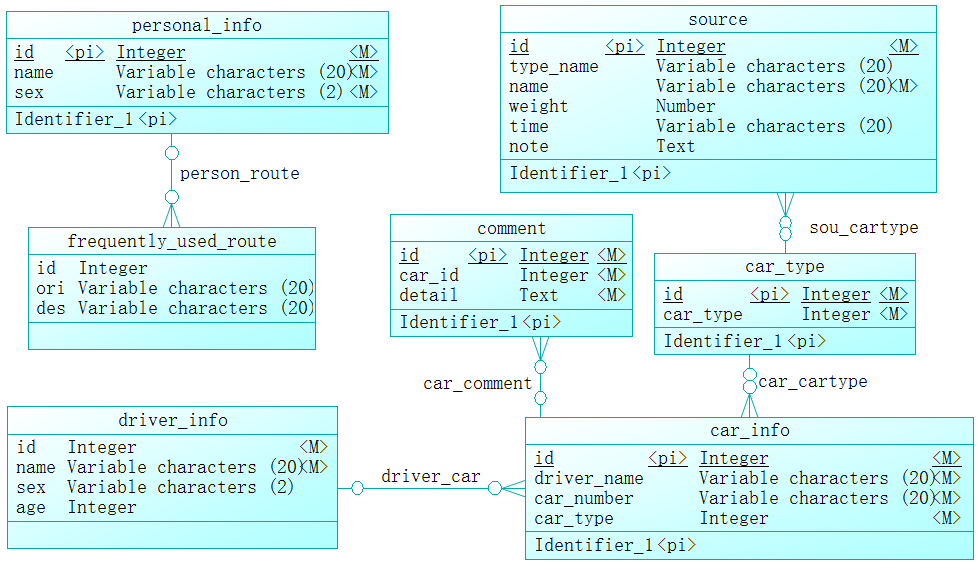 personal_info
id <pi> Integer <M>
name Variable characters (20)<M>
sex Variable characters (2) <M>
Identifier_1 <pi>
person_route
frequently_used_route
id Integer
ori Variable characters (20)
des Variable characters (20)
source
id <pi> Integer <M>
type_name Variable characters (20)
name Variable characters (20)<M>
weight Number
time Variable characters (20)
note Text
Identifier_1 <pi>
sou_cartype
comment
id <pi> Integer <M>
car_id Integer <M>
detail Text <M>
Identifier_1 <pi>
car_comment
car_type
id <pi> Integer <M>
car_type Integer <M>
Identifier_1 <pi>
car_cartype
driver_info
id Integer <M>
name Variable characters (20)<M>
sex Variable characters (2)
age Integer
driver_car
car_info
id <pi> Integer <M>
driver_name Variable characters (20)<M>
car_number Variable characters (20)<M>
car_type Integer <M>
Identifier_1 <pi>